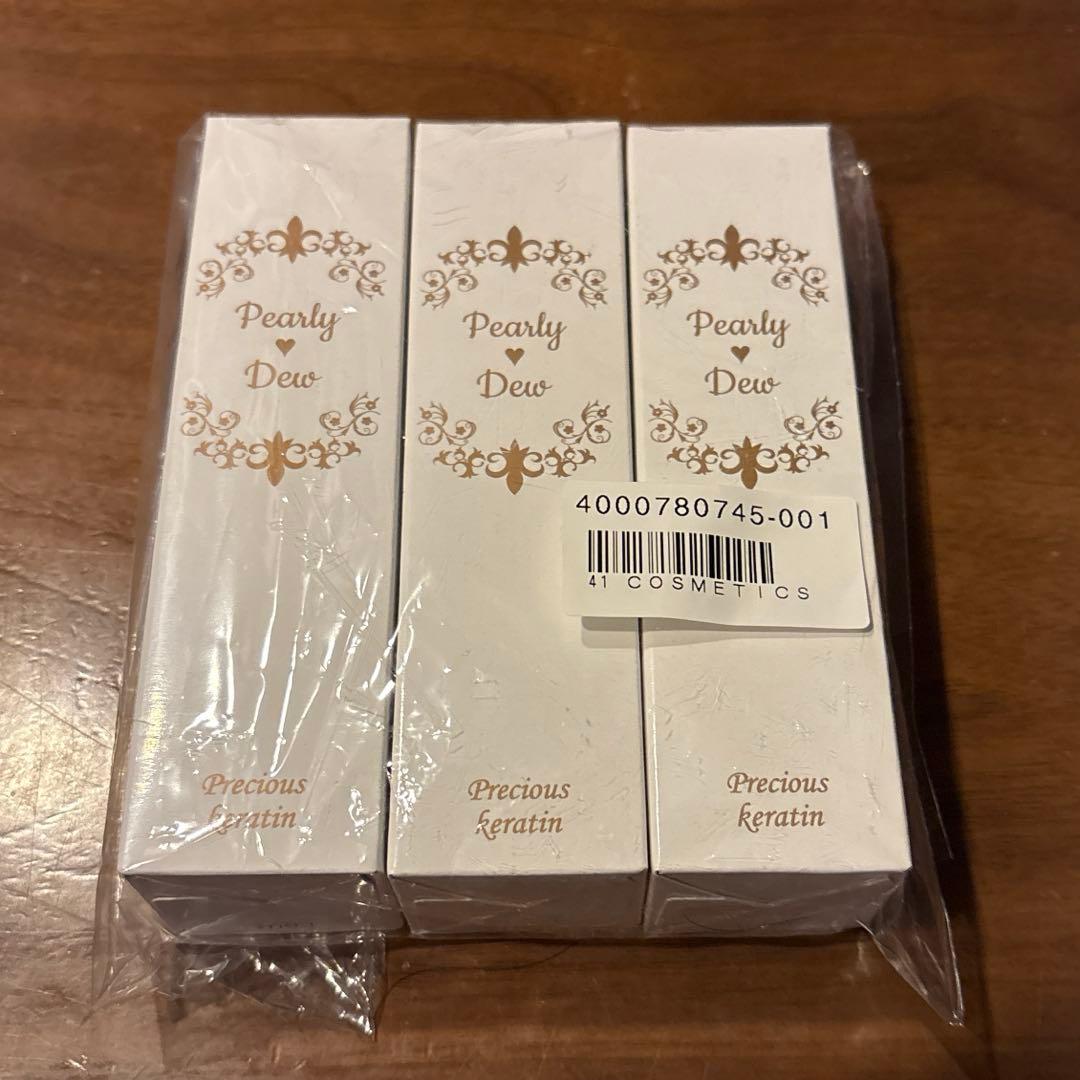 Pearly
♥
Dew
Precious
keratin
Pearly
♥
Dew
Precious
keratin
Pearly
♥
Dew
4000780745-001
41 COSMETICS
Precious
keratin